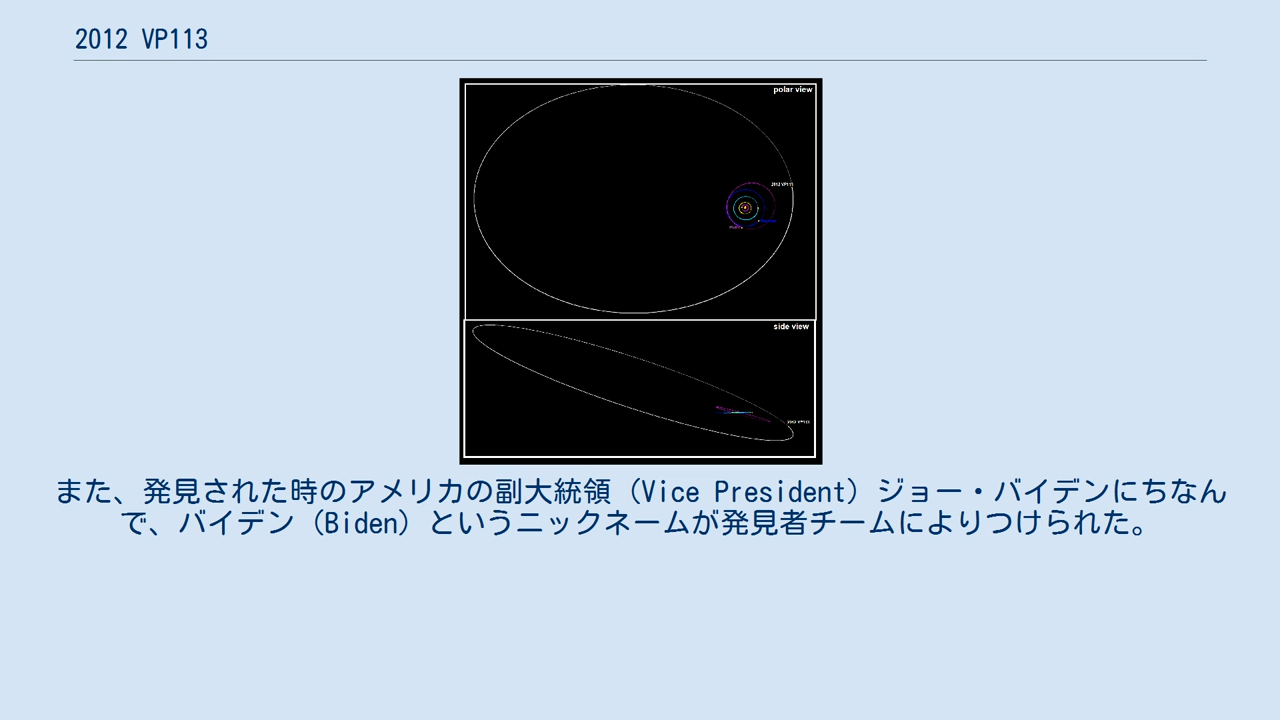 2012 VP113
polar view
2012 VP113
side view
2012 VP113
また、発見された時のアメリカの副大統領（Vice President）ジョー・バイデンにちなん
で、バイデン（Biden）というニックネームが発見者チームによりつけられた。